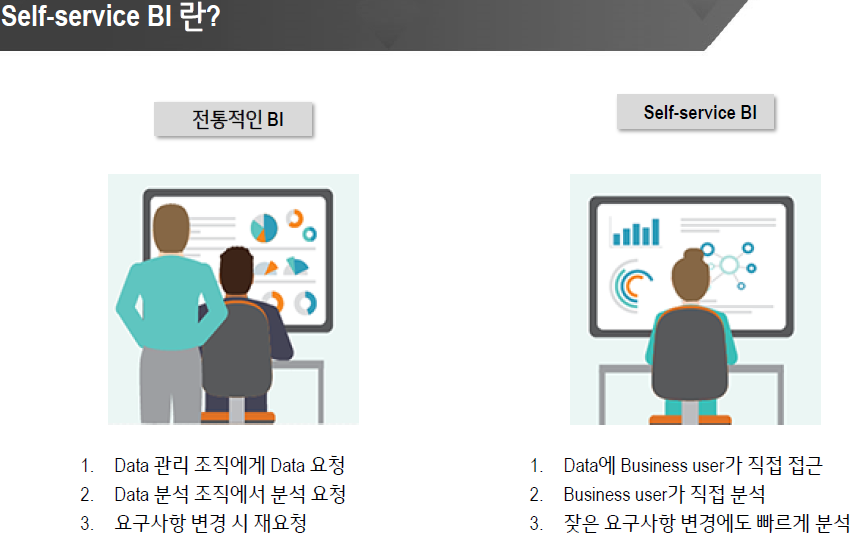 Self-service BI 란?
전통적인 BI
Self-service BI
1. Data 관리 조직에게 Data 요청
2. Data 분석 조직에서 분석 요청
3. 요구사항 변경 시 재요청
1. Data에 Business user가 직접 접근
2. Business user가 직접 분석
3. 잦은 요구사항 변경에도 빠르게 분석